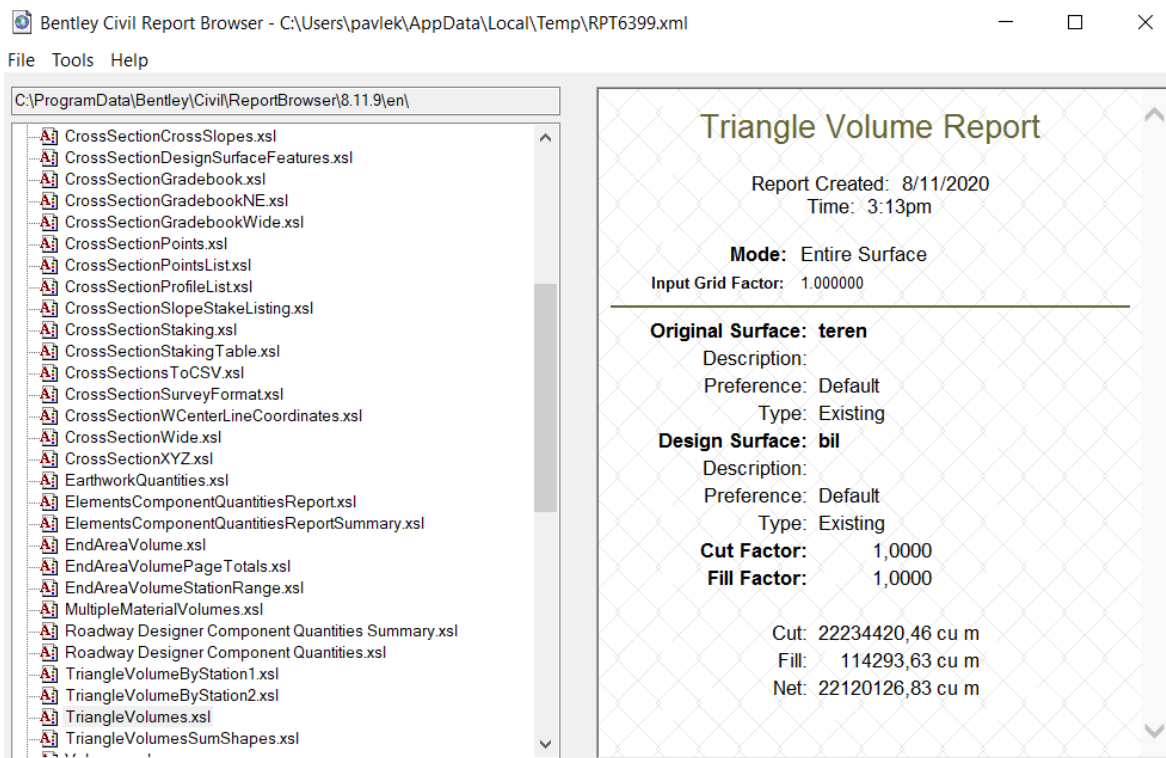 Bentley Civil Report Browser - C:\Users\pavlek\AppData\Local\Temp\RPT6399.xml
File Tools Help
C:\ProgramData\Bentley\Civil\ReportBrowser\8.11.9\en\
CrossSectionCrossSlopes.xsl
CrossSectionDesignSurfaceFeatures.xsl
CrossSectionGradebook.xsl
CrossSectionGradebookNE.xsl
CrossSectionGradebookWide.xsl
CrossSectionPoints.xsl
CrossSectionPointsList.xsl
CrossSectionProfileList.xsl
CrossSectionSlopeStakeListing.xsl
CrossSectionStaking.xsl
CrossSectionStakingTable.xsl
CrossSectionsToCSV.xsl
CrossSectionSurveyFormat.xsl
CrossSectionWCenterLineCoordinates.xsl
CrossSectionWide.xsl
CrossSectionXYZ.xsl
EarthworkQuantities.xsl
ElementsComponentQuantitiesReport.xsl
ElementsComponentQuantitiesReportSummary.xsl
EndAreaVolume.xsl
EndAreaVolumePageTotals.xsl
EndAreaVolumeStationRange.xsl
MultipleMaterialVolumes.xsl
Roadway Designer Component Quantities Summary.xsl
Roadway Designer Component Quantities.xsl
TriangleVolumeByStation1.xsl
TriangleVolumeByStation2.xsl
TriangleVolumes.xsl
TriangleVolumesSumShapes.xsl
Triangle Volume Report
Report Created: 8/11/2020
Time: 3:13pm
Mode: Entire Surface
Input Grid Factor: 1.000000
Original Surface: teren
Description:
Preference: Default
Type: Existing
Design Surface: bil
Description:
Preference: Default
Type: Existing
Cut Factor: 1,0000
Fill Factor: 1,0000
Cut: 22234420,46 cu m
Fill: 114293,63 cu m
Net: 22120126,83 cu m